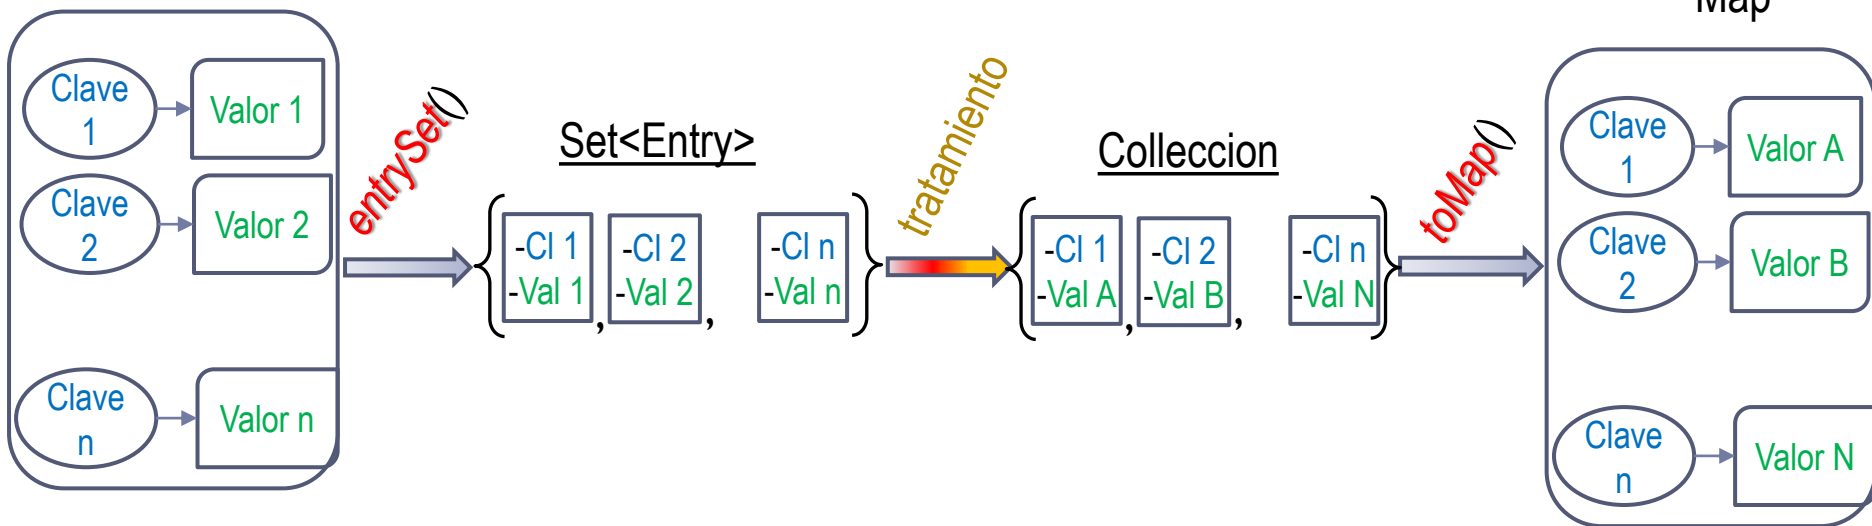 Map
Clave
1
Valor 1
Clave
2
Valor 2
Clave
n
Valor n
entrySet()
Set<Entry>
-Cl 1
-Val 1
,
-Cl 2
-Val 2
,
-Cl n
-Val n
tratamiento
Colleccion
-Cl 1
-Val A
,
-Cl 2
-Val B
,
-Cl n
-Val N
toMap()
Clave
1
Valor A
Clave
2
Valor B
Clave
n
Valor N